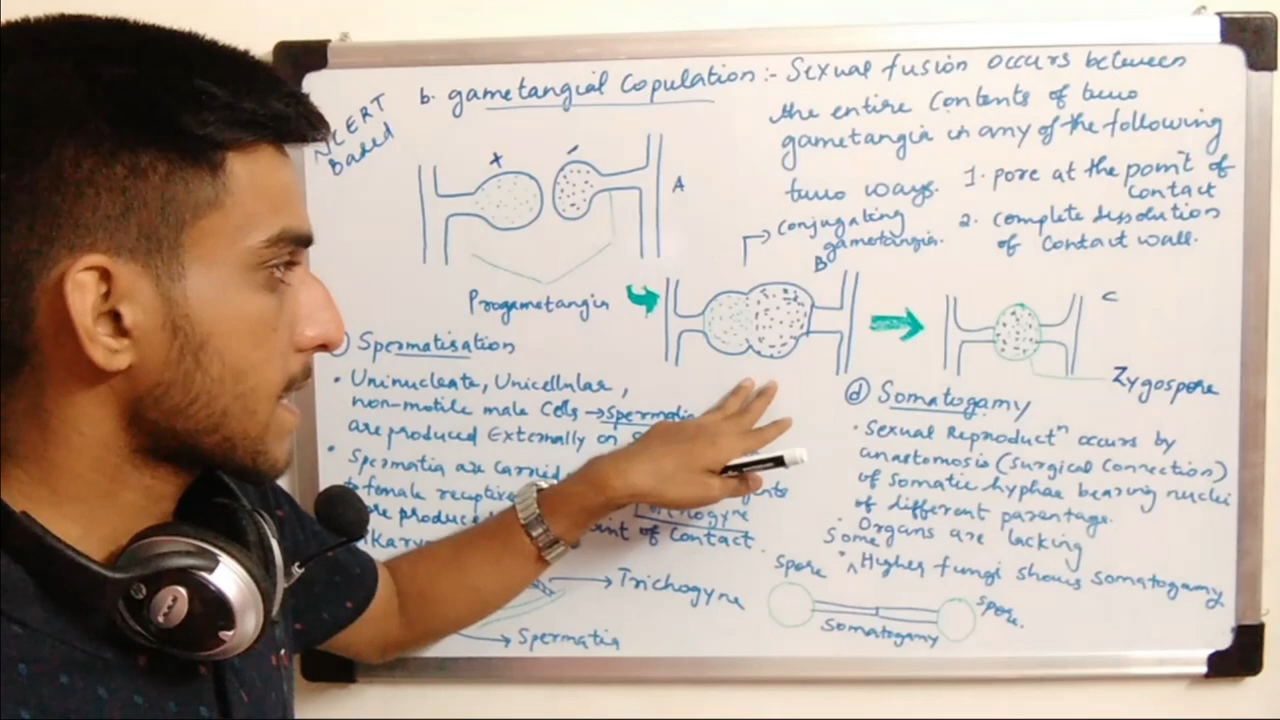 NCERT
Based
b. gametangial Copulation :- Sexual fusion occurs between
the entire Contents of two
gametangia in any of the following
two ways.
1. pore at the point of
contact
2. complete dissolution
of Contact wall.
+
-
A
Progametangia
conjugating
gametangia.
B
C
Zygospore
) Spermatisation
• Uninucleate, Unicellular,
non-motile male Cells → Spermatia
are produced Externally on
• Spermatia are Carried
to female receptive
are produce
Trichogyne
point of Contact.
Trichogyne
Spermatia
(d) Somatogamy
• Sexual Reproductⁿ occurs by
anastomosis (Surgical Connection)
of somatic hyphae bearing nuclei
of different parentage.
• Organs are lacking
Some
• ^ Higher fungi shows somatogamy
spore
spore.
Somatogamy